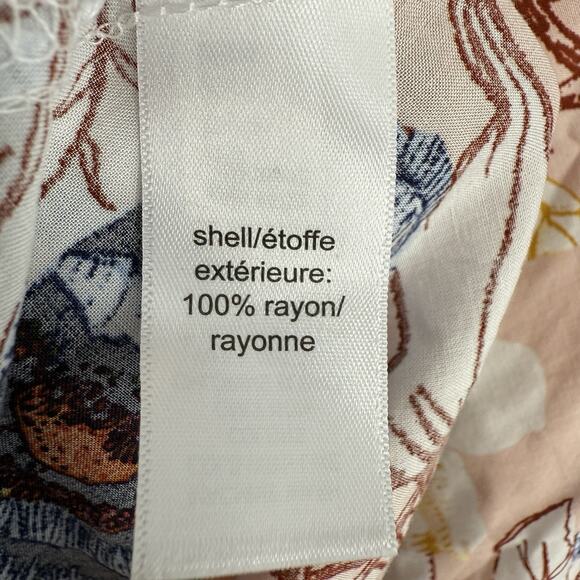 shell/étoffe
extérieure:
100% rayon/
rayonne